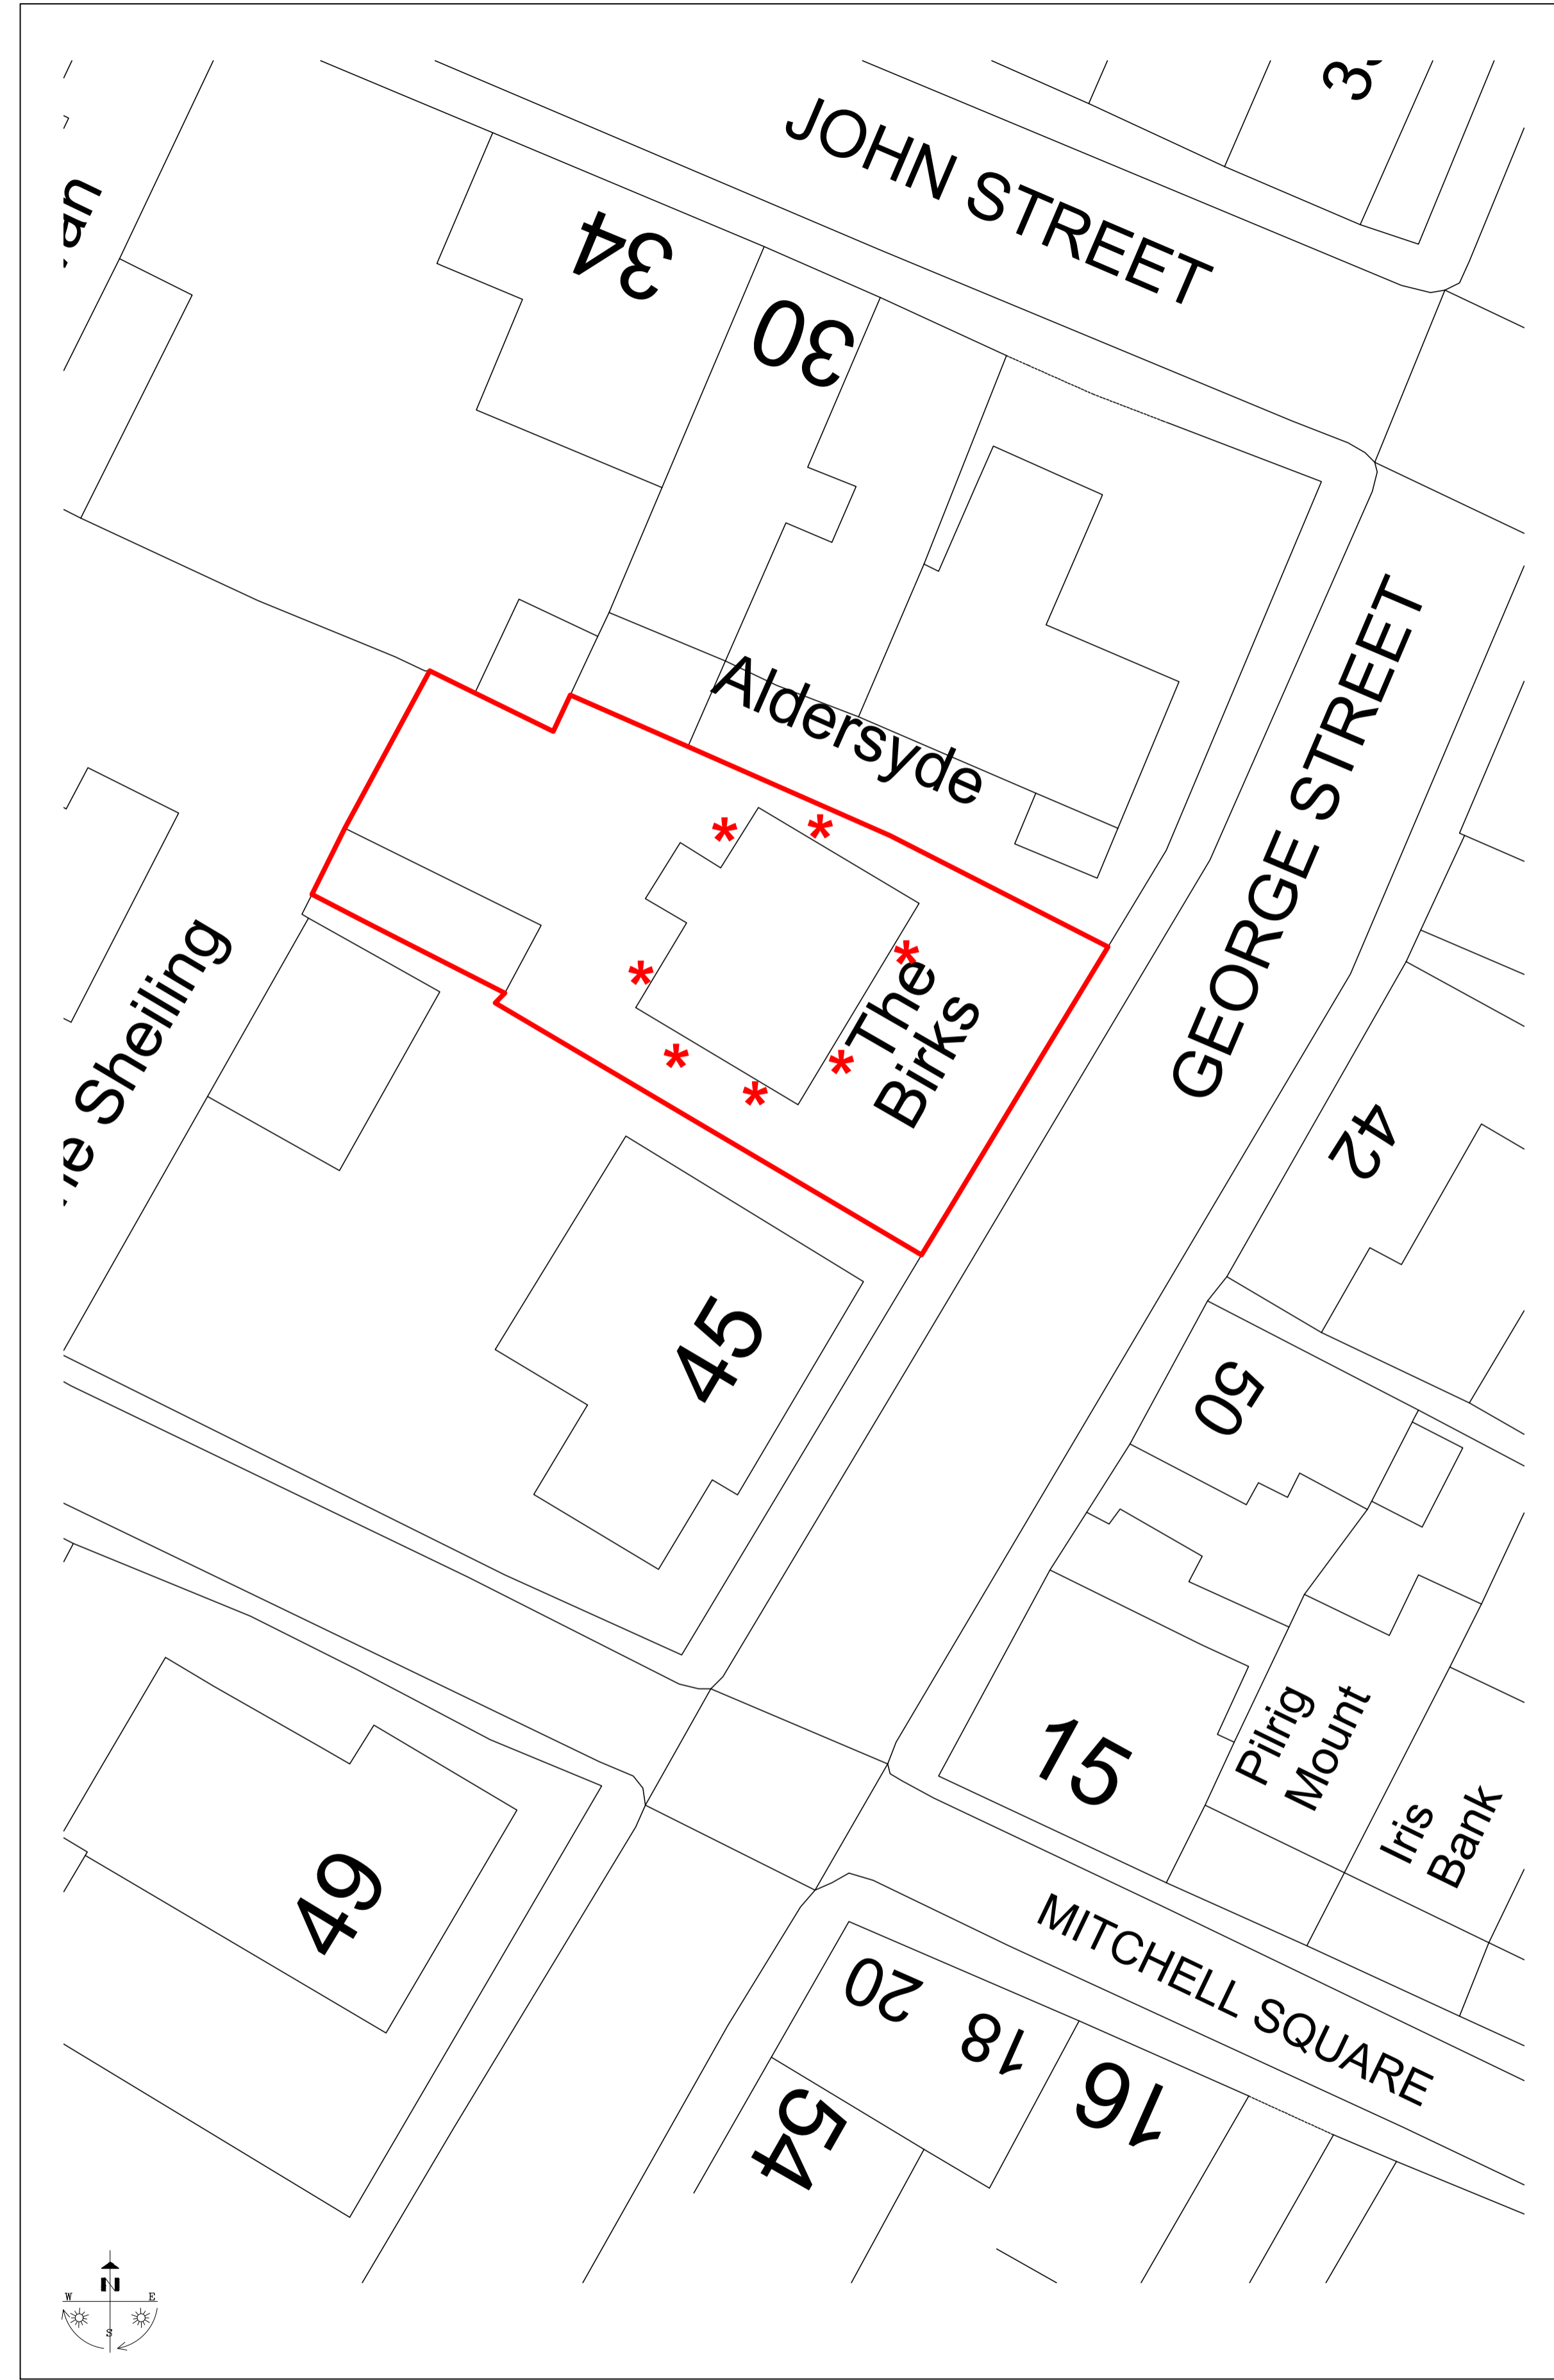 JOHN STREET
34
30
Aldersyde
GEORGE STREET
The
Birks
Sheiling
42
45
50
15
Pilrig
Mount
Iris
Bank
49
MITCHELL SQUARE
20
18
16
54
N
W
E
S